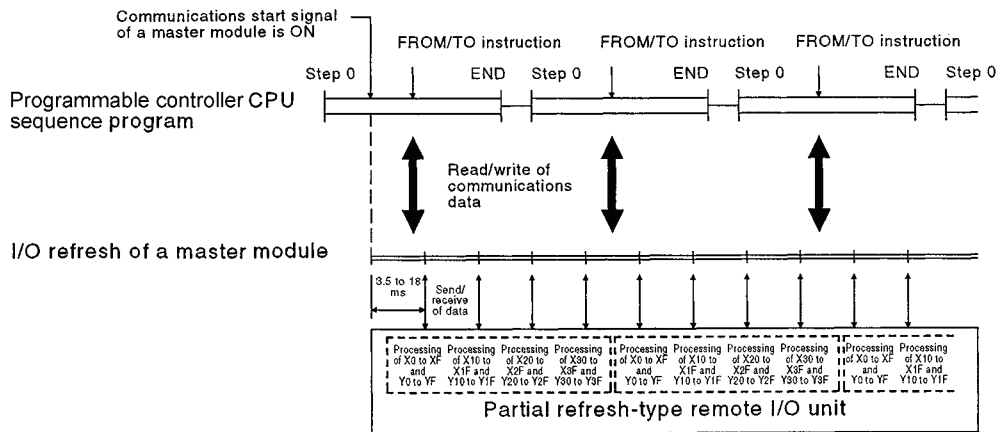 Communications start signal
of a master module is ON
FROM/TO instruction
FROM/TO instruction
FROM/TO instruction
Step 0
END
Step 0
END
Step 0
END
Step 0
Programmable controller CPU
sequence program
Read/write of
communications
data
I/O refresh of a master module
3.5 to 18
ms
Send/
receive
of data
Processing
of X0 to XF
and
Y0 to YF
Processing
of X10 to
X1F and
Y10 to Y1F
Processing
of X20 to
X2F and
Y20 to Y2F
Processing
of X30 to
X3F and
Y30 to Y3F
Processing
of X0 to XF
and
Y0 to YF
Processing
of X10 to
X1F and
Y10 to Y1F
Processing
of X20 to
X2F and
Y20 to Y2F
Processing
of X30 to
X3F and
Y30 to Y3F
Processing
of X0 to XF
and
Y0 to YF
Processing
of X10 to
X1F and
Y10 to Y1F
Partial refresh-type remote I/O unit